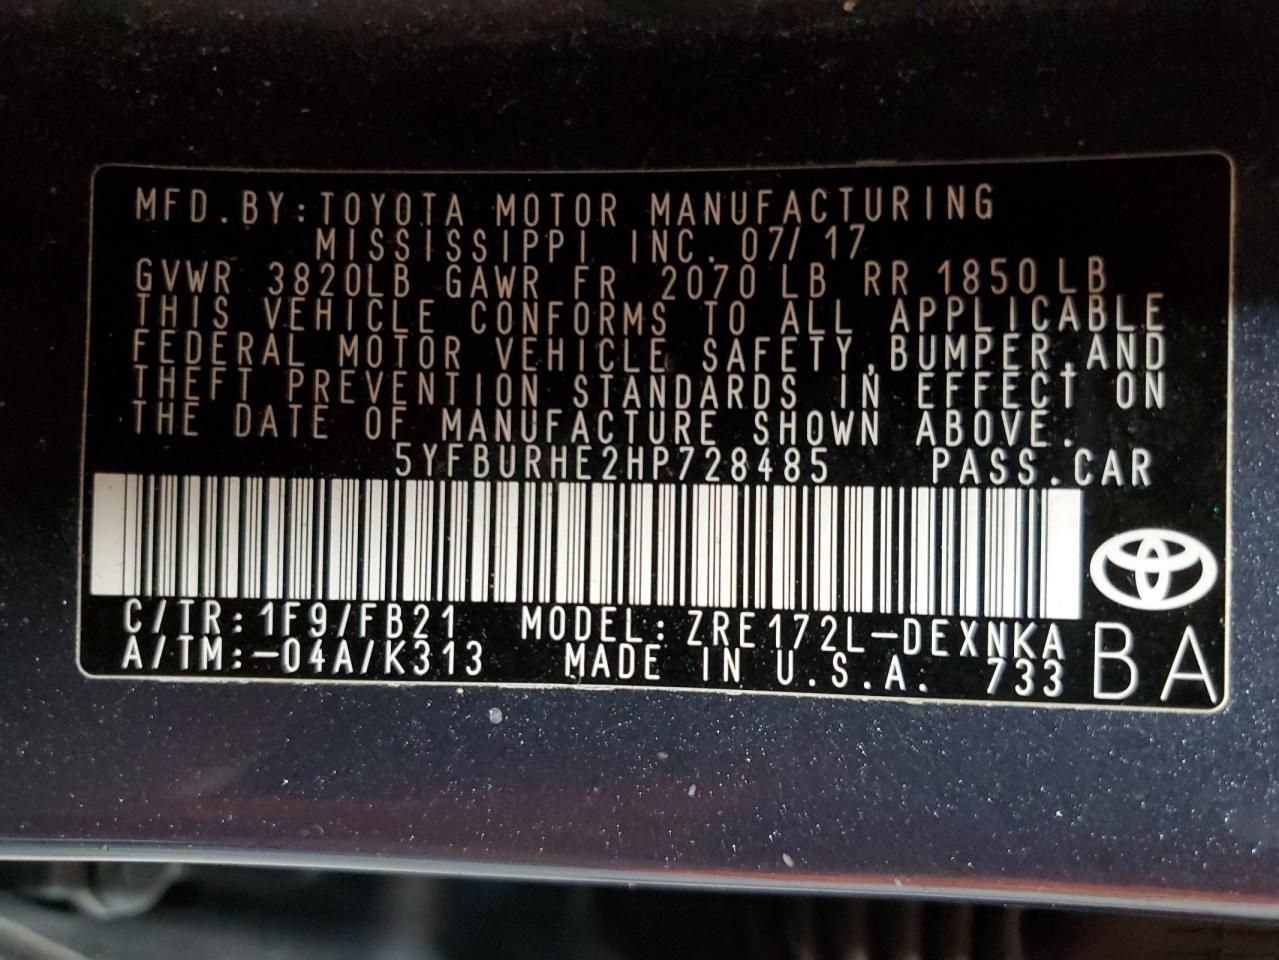 MFD.BY:TOYOTA MOTOR MANUFACTURING
MISSISSIPPI INC. 07/17
GVWR 3820LB GAWR FR 2070LB RR 1850LB
THIS VEHICLE CONFORMS TO ALL APPLICABLE
FEDERAL MOTOR VEHICLE SAFETY,BUMPER,AND
THEFT PREVENTION STANDARDS IN EFFECT ON
THE DATE OF MANUFACTURE SHOWN ABOVE.
5YFBURHE2HP728485 PASS.CAR
C/TR:1F9/FB21 MODEL:ZRE172L-DEXNKA
A/TM:-04A/K313 MADE IN U.S.A. 733 BA